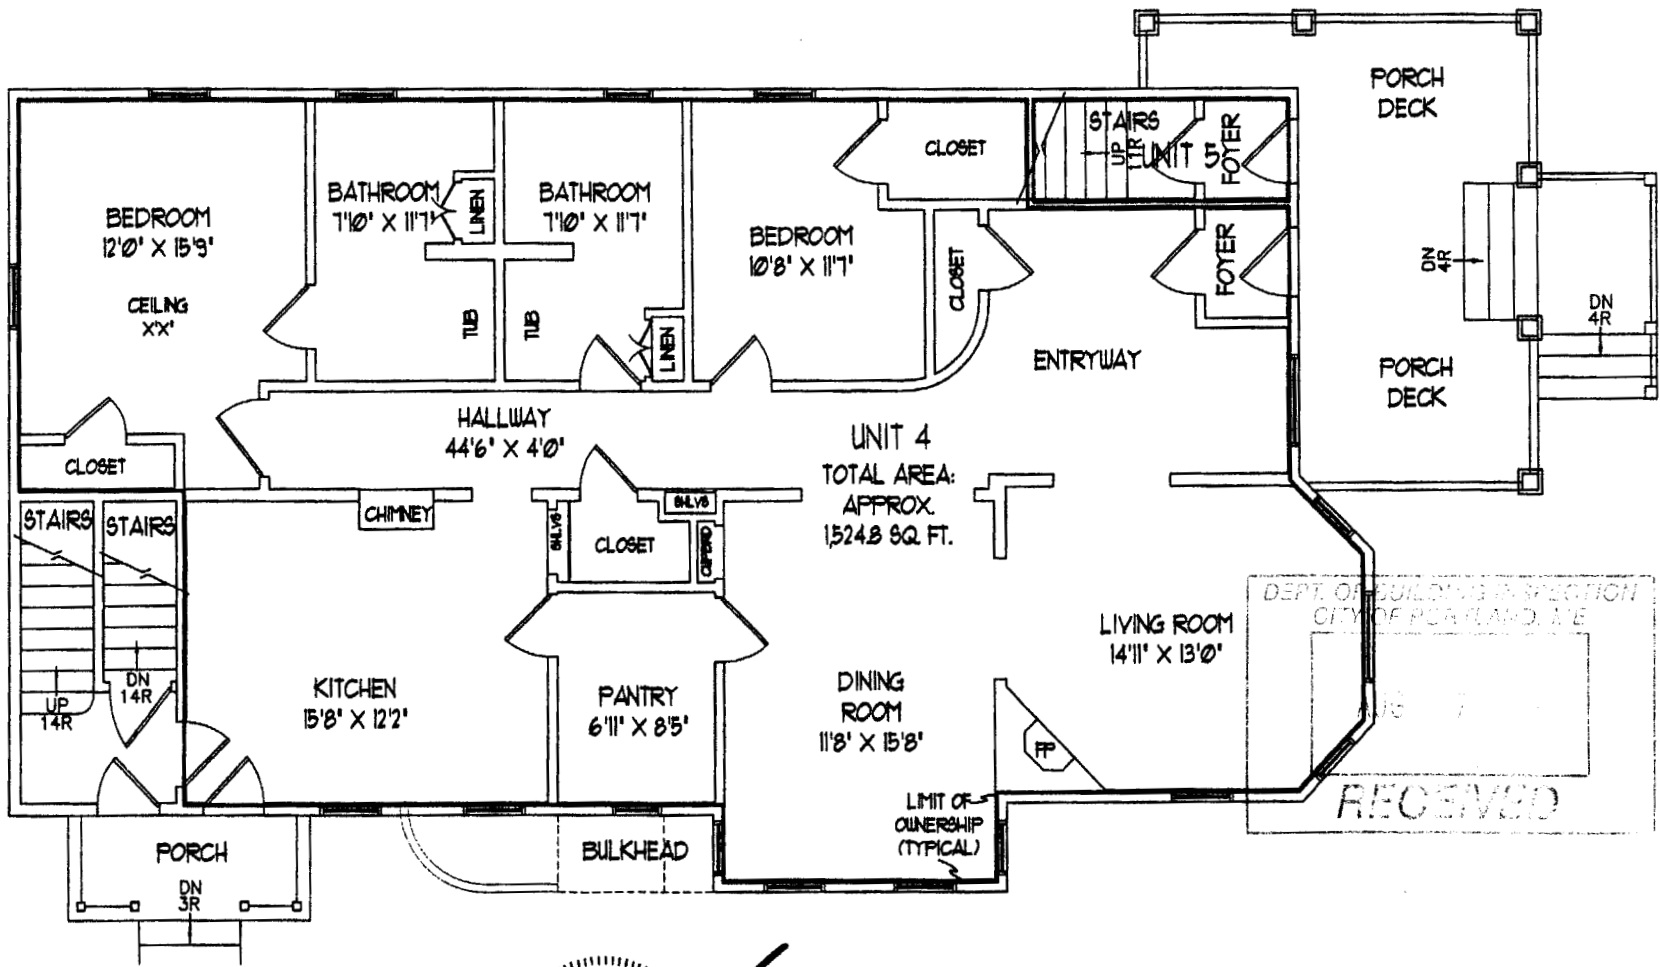 PORCH
DECK
STAIRS
UP
11R
UNIT 5
FOYER
CLOSET
BATHROOM
7'10" X 11'7"
LINEN
BATHROOM
7'10" X 11'7"
BEDROOM
12'0" X 15'9"
BEDROOM
10'8" X 11'7"
CLOSET
FOYER
DN
4R
CEILING
X'X"
TUB
TUB
LINEN
DN
4R
ENTRYWAY
PORCH
DECK
HALLWAY
44'6" X 4'0"
UNIT 4
TOTAL AREA:
APPROX.
1,524.8 SQ. FT.
CLOSET
STAIRS
STAIRS
CHIMNEY
SHLVS
SHLVS
CLOSET
CUPBRD
DEPT. OF BUILDING INSPECTION
CITY OF PORTLAND, ME
LIVING ROOM
14'11" X 13'0"
DN
14R
UP
14R
KITCHEN
15'8" X 12'2"
PANTRY
6'11" X 8'5"
DINING
ROOM
11'8" X 15'8"
AUG 7
FP
RECEIVED
LIMIT OF
OWNERSHIP
(TYPICAL)
PORCH
BULKHEAD
DN
3R